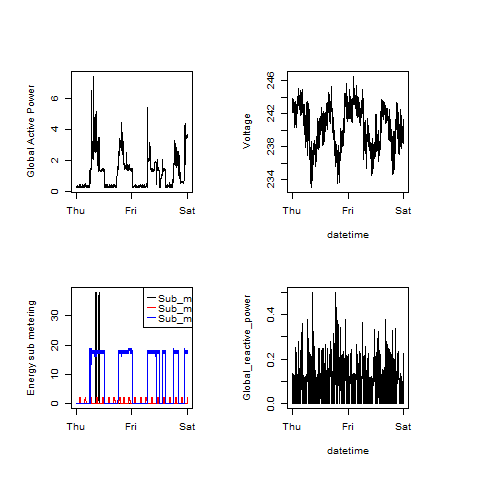 Global Active Power
0 2 4 6
Thu Fri Sat
Voltage
234 238 242 246
Thu Fri Sat
datetime
Energy sub metering
0 10 20 30
Thu Fri Sat
Sub_m
Sub_m
Sub_m
Global_reactive_power
0.0 0.2 0.4
Thu Fri Sat
datetime